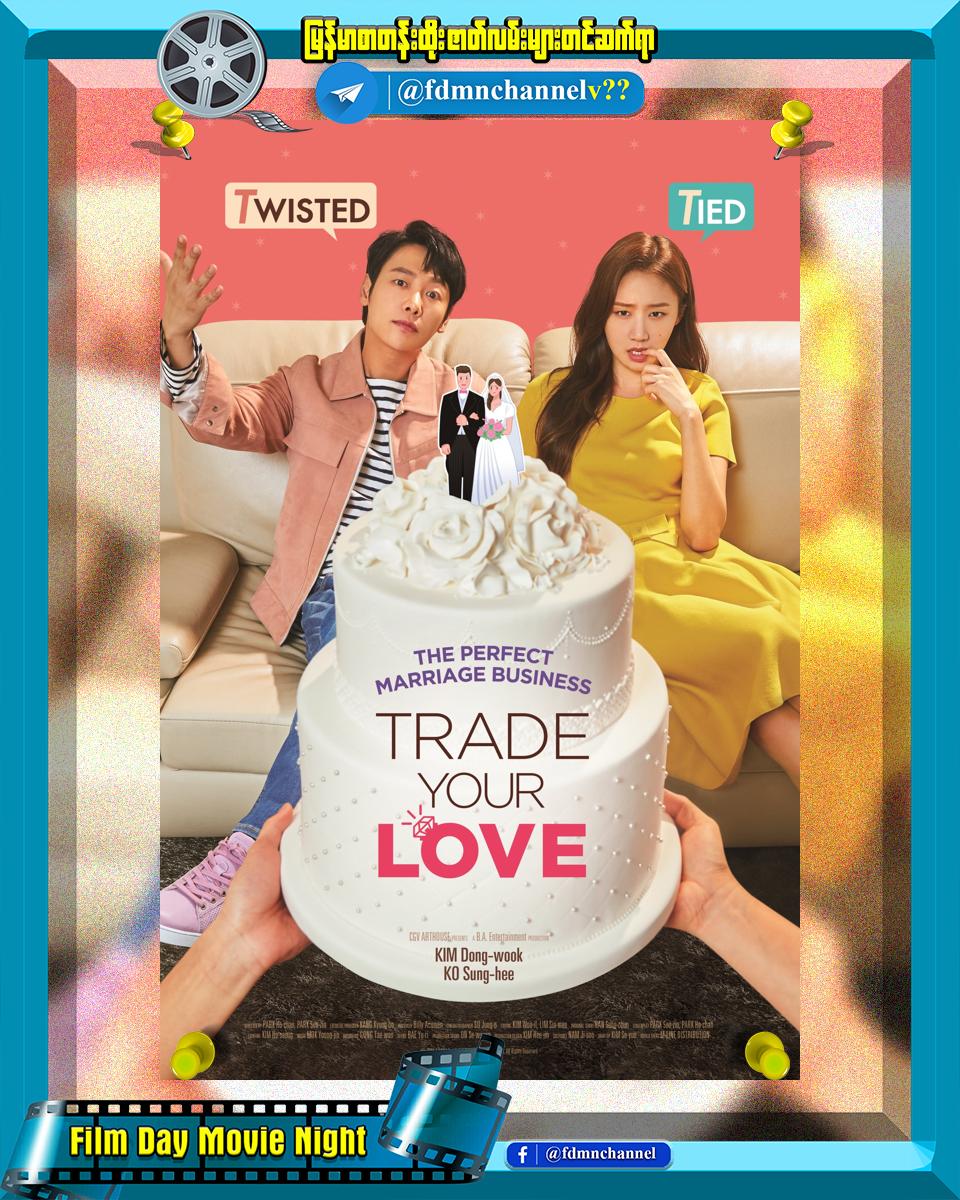 မြန်မာစာတန်းထိုးဇာတ်လမ်းများတင်ဆက်ရာ
@fdmnchannelv??
TWISTED
TIED
THE PERFECT
MARRIAGE BUSINESS
TRADE
YOUR
LOVE
CGV ARTHOUSE PRESENTS A B.A. Entertainment PRODUCTION
KIM Dong-wook
KO Sung-hee
Film Day Movie Night
@fdmnchannel